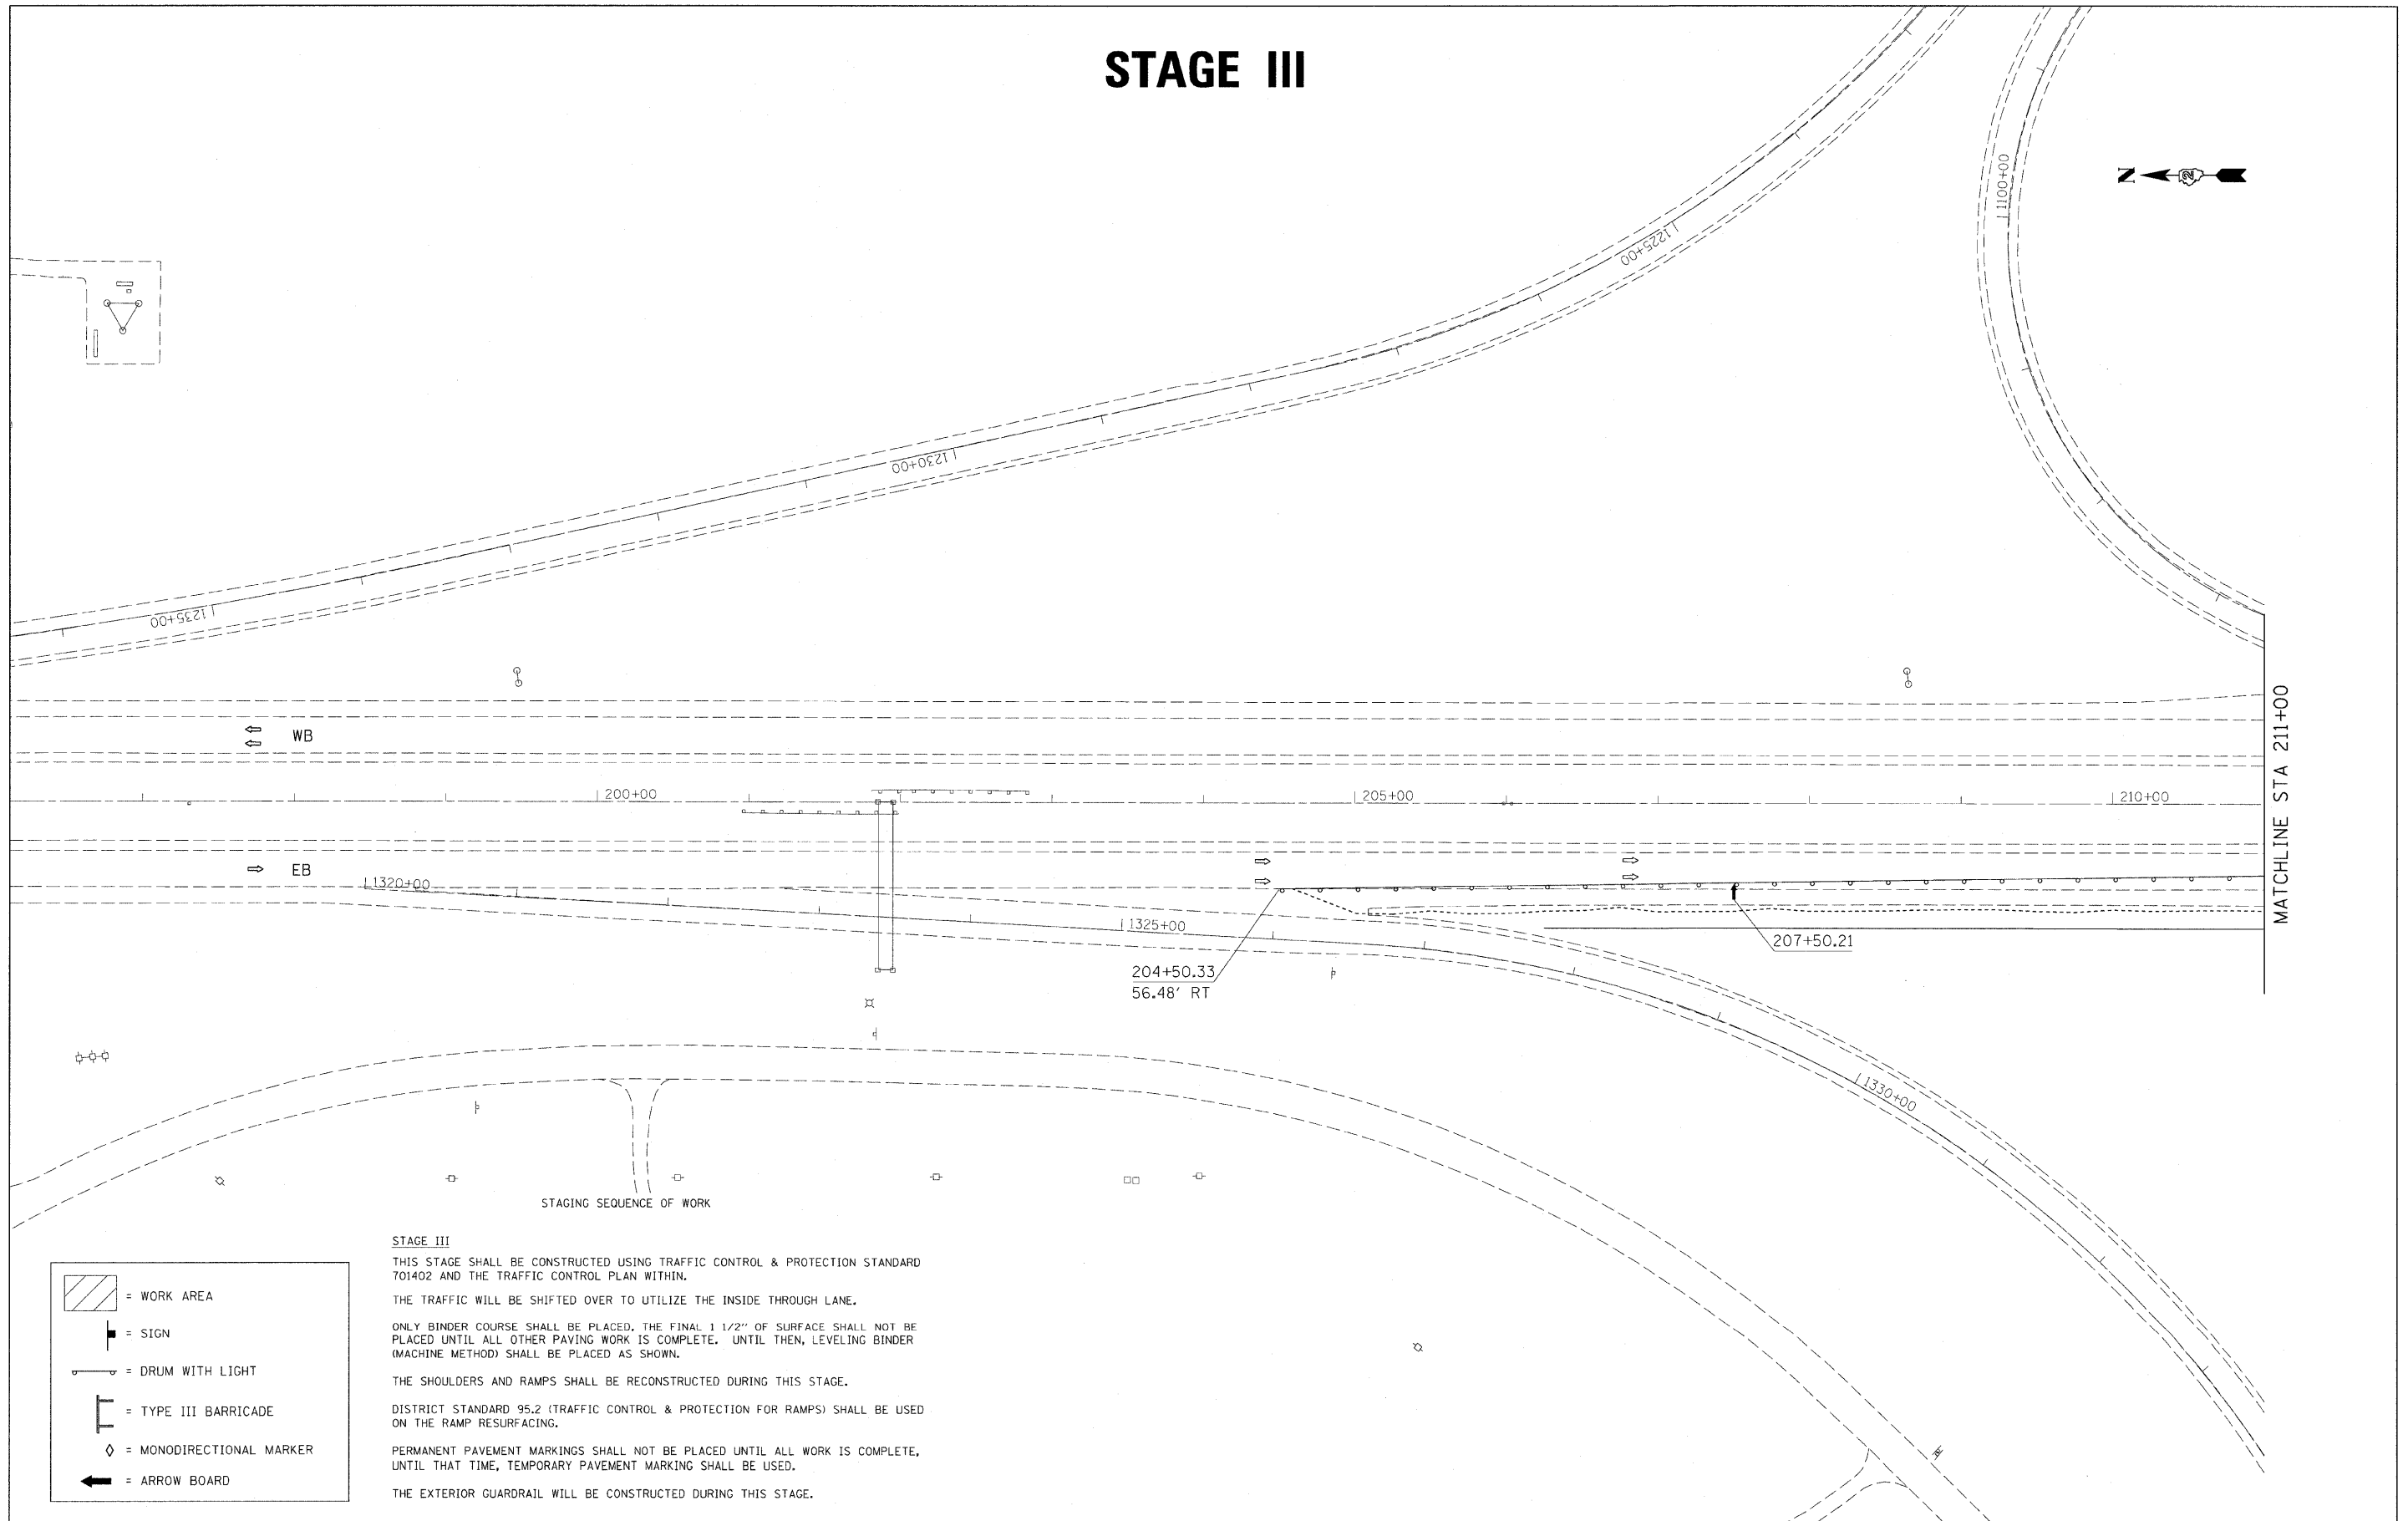 STAGE III
N
2
1100+00
1225+00
1230+00
1235+00
WB
200+00
205+00
210+00
MATCHLINE STA 211+00
EB
1320+00
1325+00
207+50.21
204+50.33
56.48' RT
1330+00
STAGING SEQUENCE OF WORK
STAGE III
THIS STAGE SHALL BE CONSTRUCTED USING TRAFFIC CONTROL & PROTECTION STANDARD
701402 AND THE TRAFFIC CONTROL PLAN WITHIN.
THE TRAFFIC WILL BE SHIFTED OVER TO UTILIZE THE INSIDE THROUGH LANE.
ONLY BINDER COURSE SHALL BE PLACED. THE FINAL 1 1/2" OF SURFACE SHALL NOT BE
PLACED UNTIL ALL OTHER PAVING WORK IS COMPLETE. UNTIL THEN, LEVELING BINDER
(MACHINE METHOD) SHALL BE PLACED AS SHOWN.
THE SHOULDERS AND RAMPS SHALL BE RECONSTRUCTED DURING THIS STAGE.
DISTRICT STANDARD 95.2 (TRAFFIC CONTROL & PROTECTION FOR RAMPS) SHALL BE USED
ON THE RAMP RESURFACING.
PERMANENT PAVEMENT MARKINGS SHALL NOT BE PLACED UNTIL ALL WORK IS COMPLETE,
UNTIL THAT TIME, TEMPORARY PAVEMENT MARKING SHALL BE USED.
THE EXTERIOR GUARDRAIL WILL BE CONSTRUCTED DURING THIS STAGE.
= WORK AREA
= SIGN
= DRUM WITH LIGHT
= TYPE III BARRICADE
= MONODIRECTIONAL MARKER
= ARROW BOARD